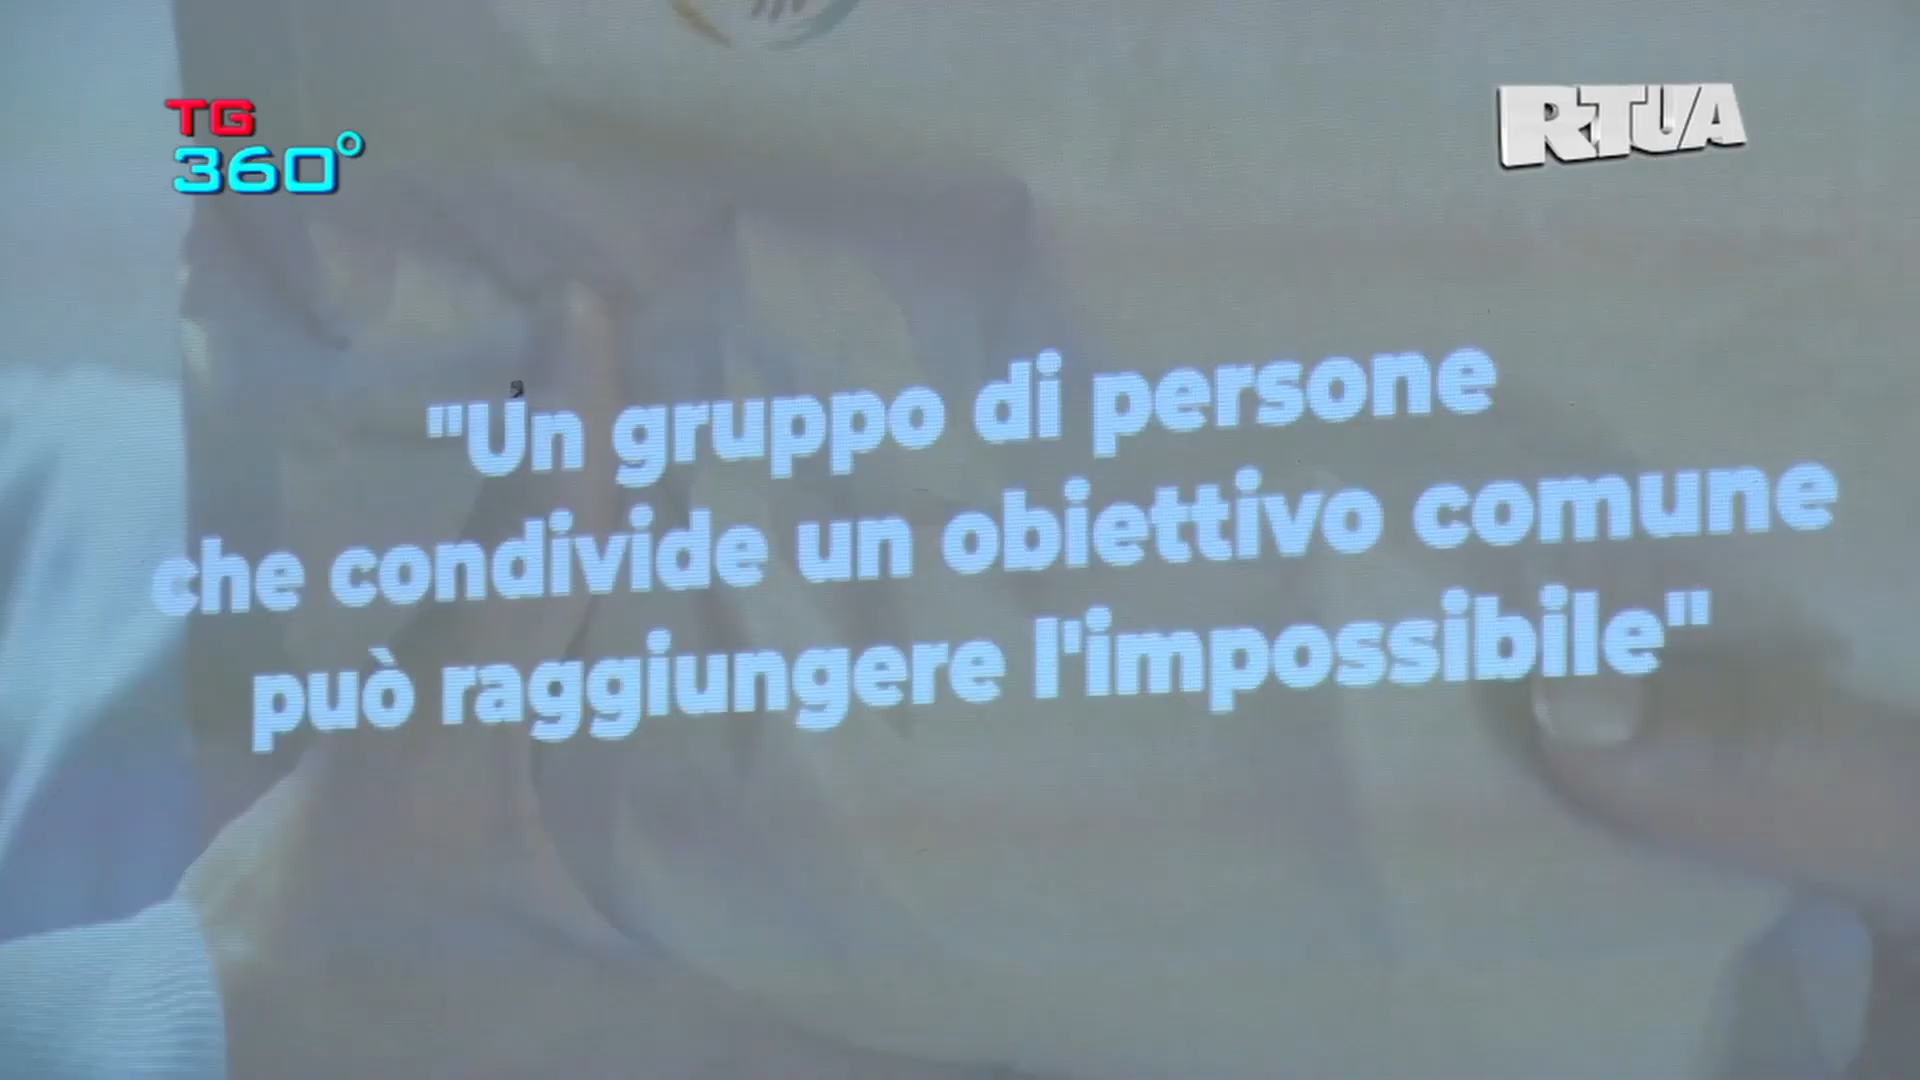 TG
360°
RTUA
"Un gruppo di persone
che condivide un obiettivo comune
può raggiungere l'impossibile"